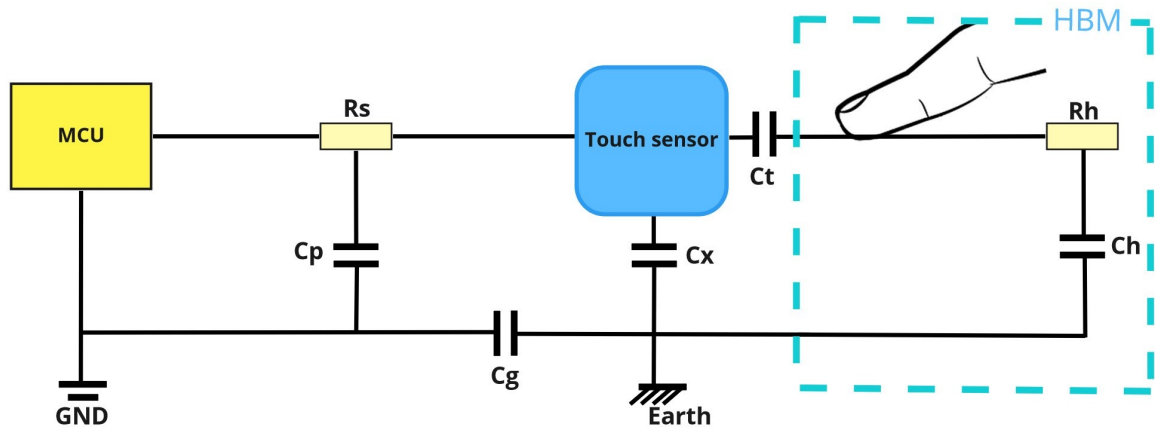 HBM
MCU
Rs
Touch sensor
Ct
Rh
Cp
Cx
Ch
Cg
GND
Earth